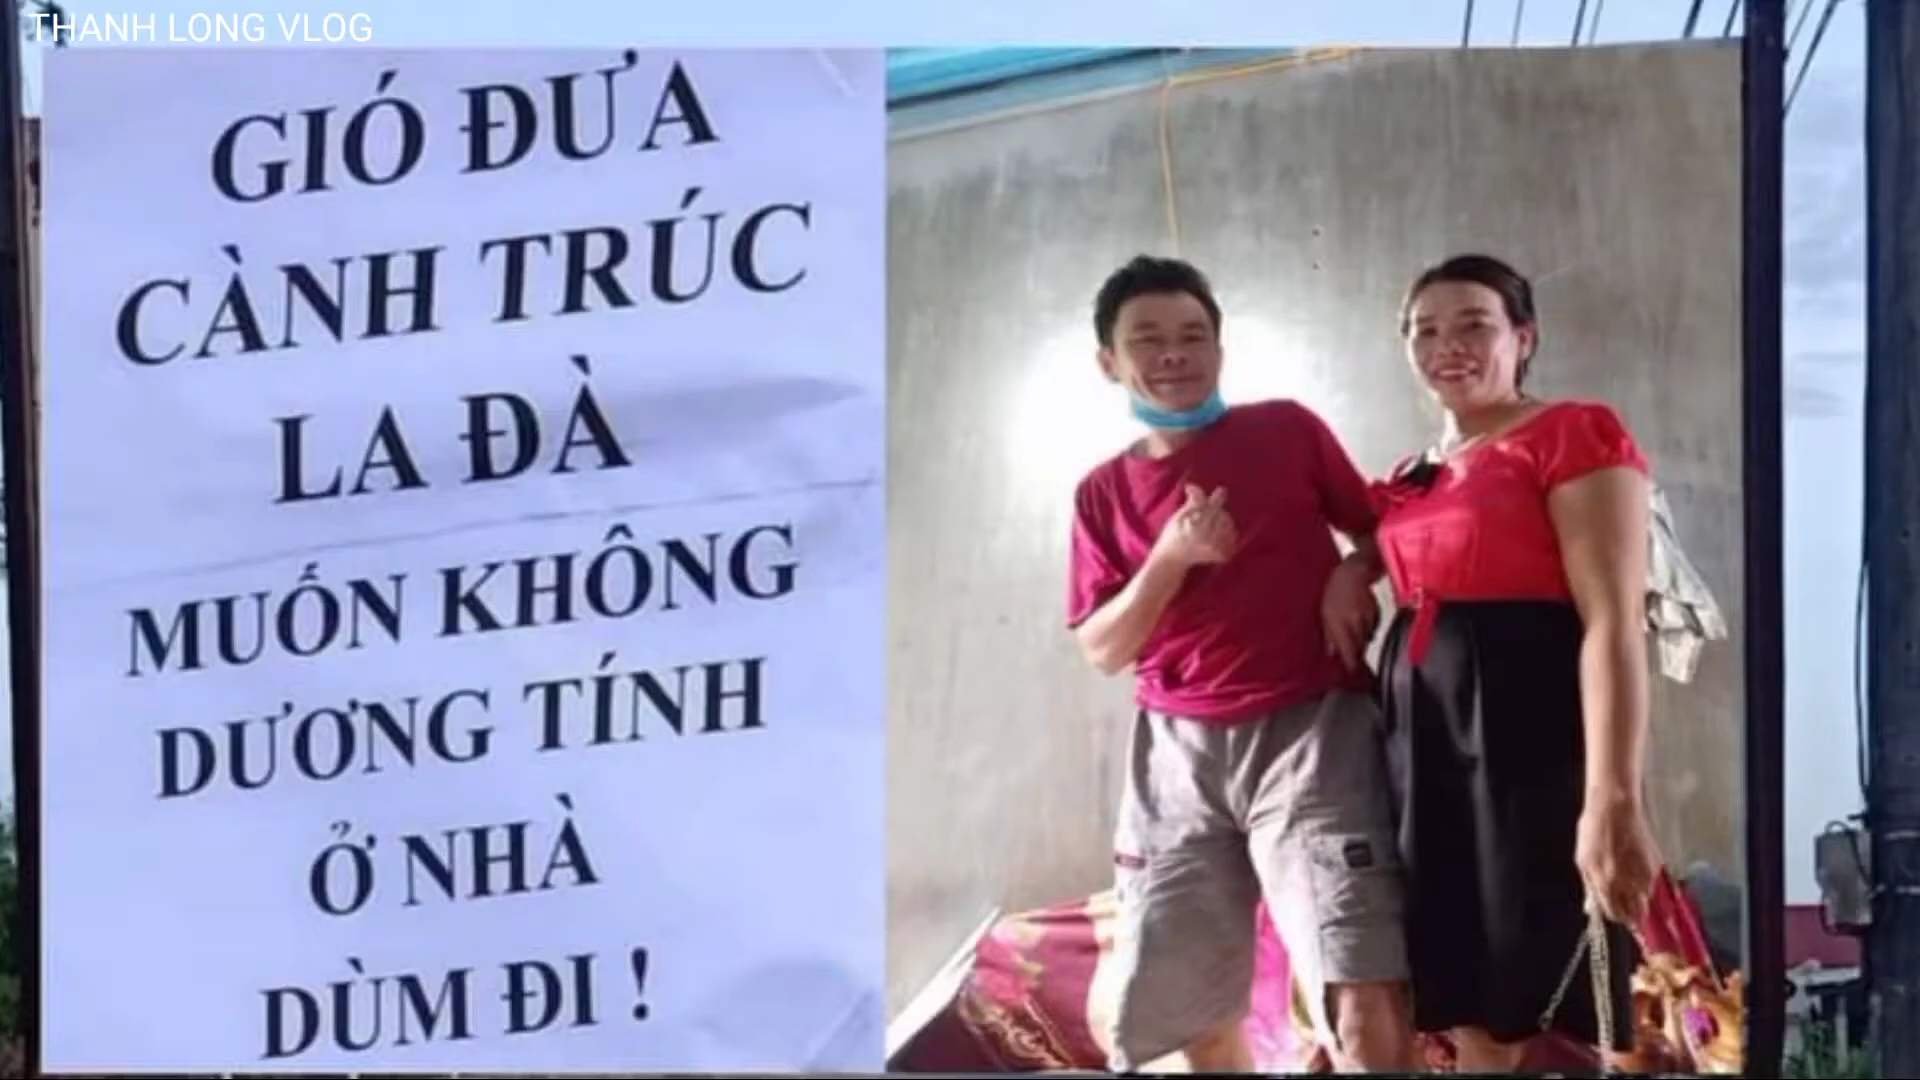 THANH LONG VLOG
GIÓ ĐƯA
CÀNH TRÚC
LA ĐÀ
MUỐN KHÔNG
DƯƠNG TÍNH
Ở NHÀ
DÙM ĐI !